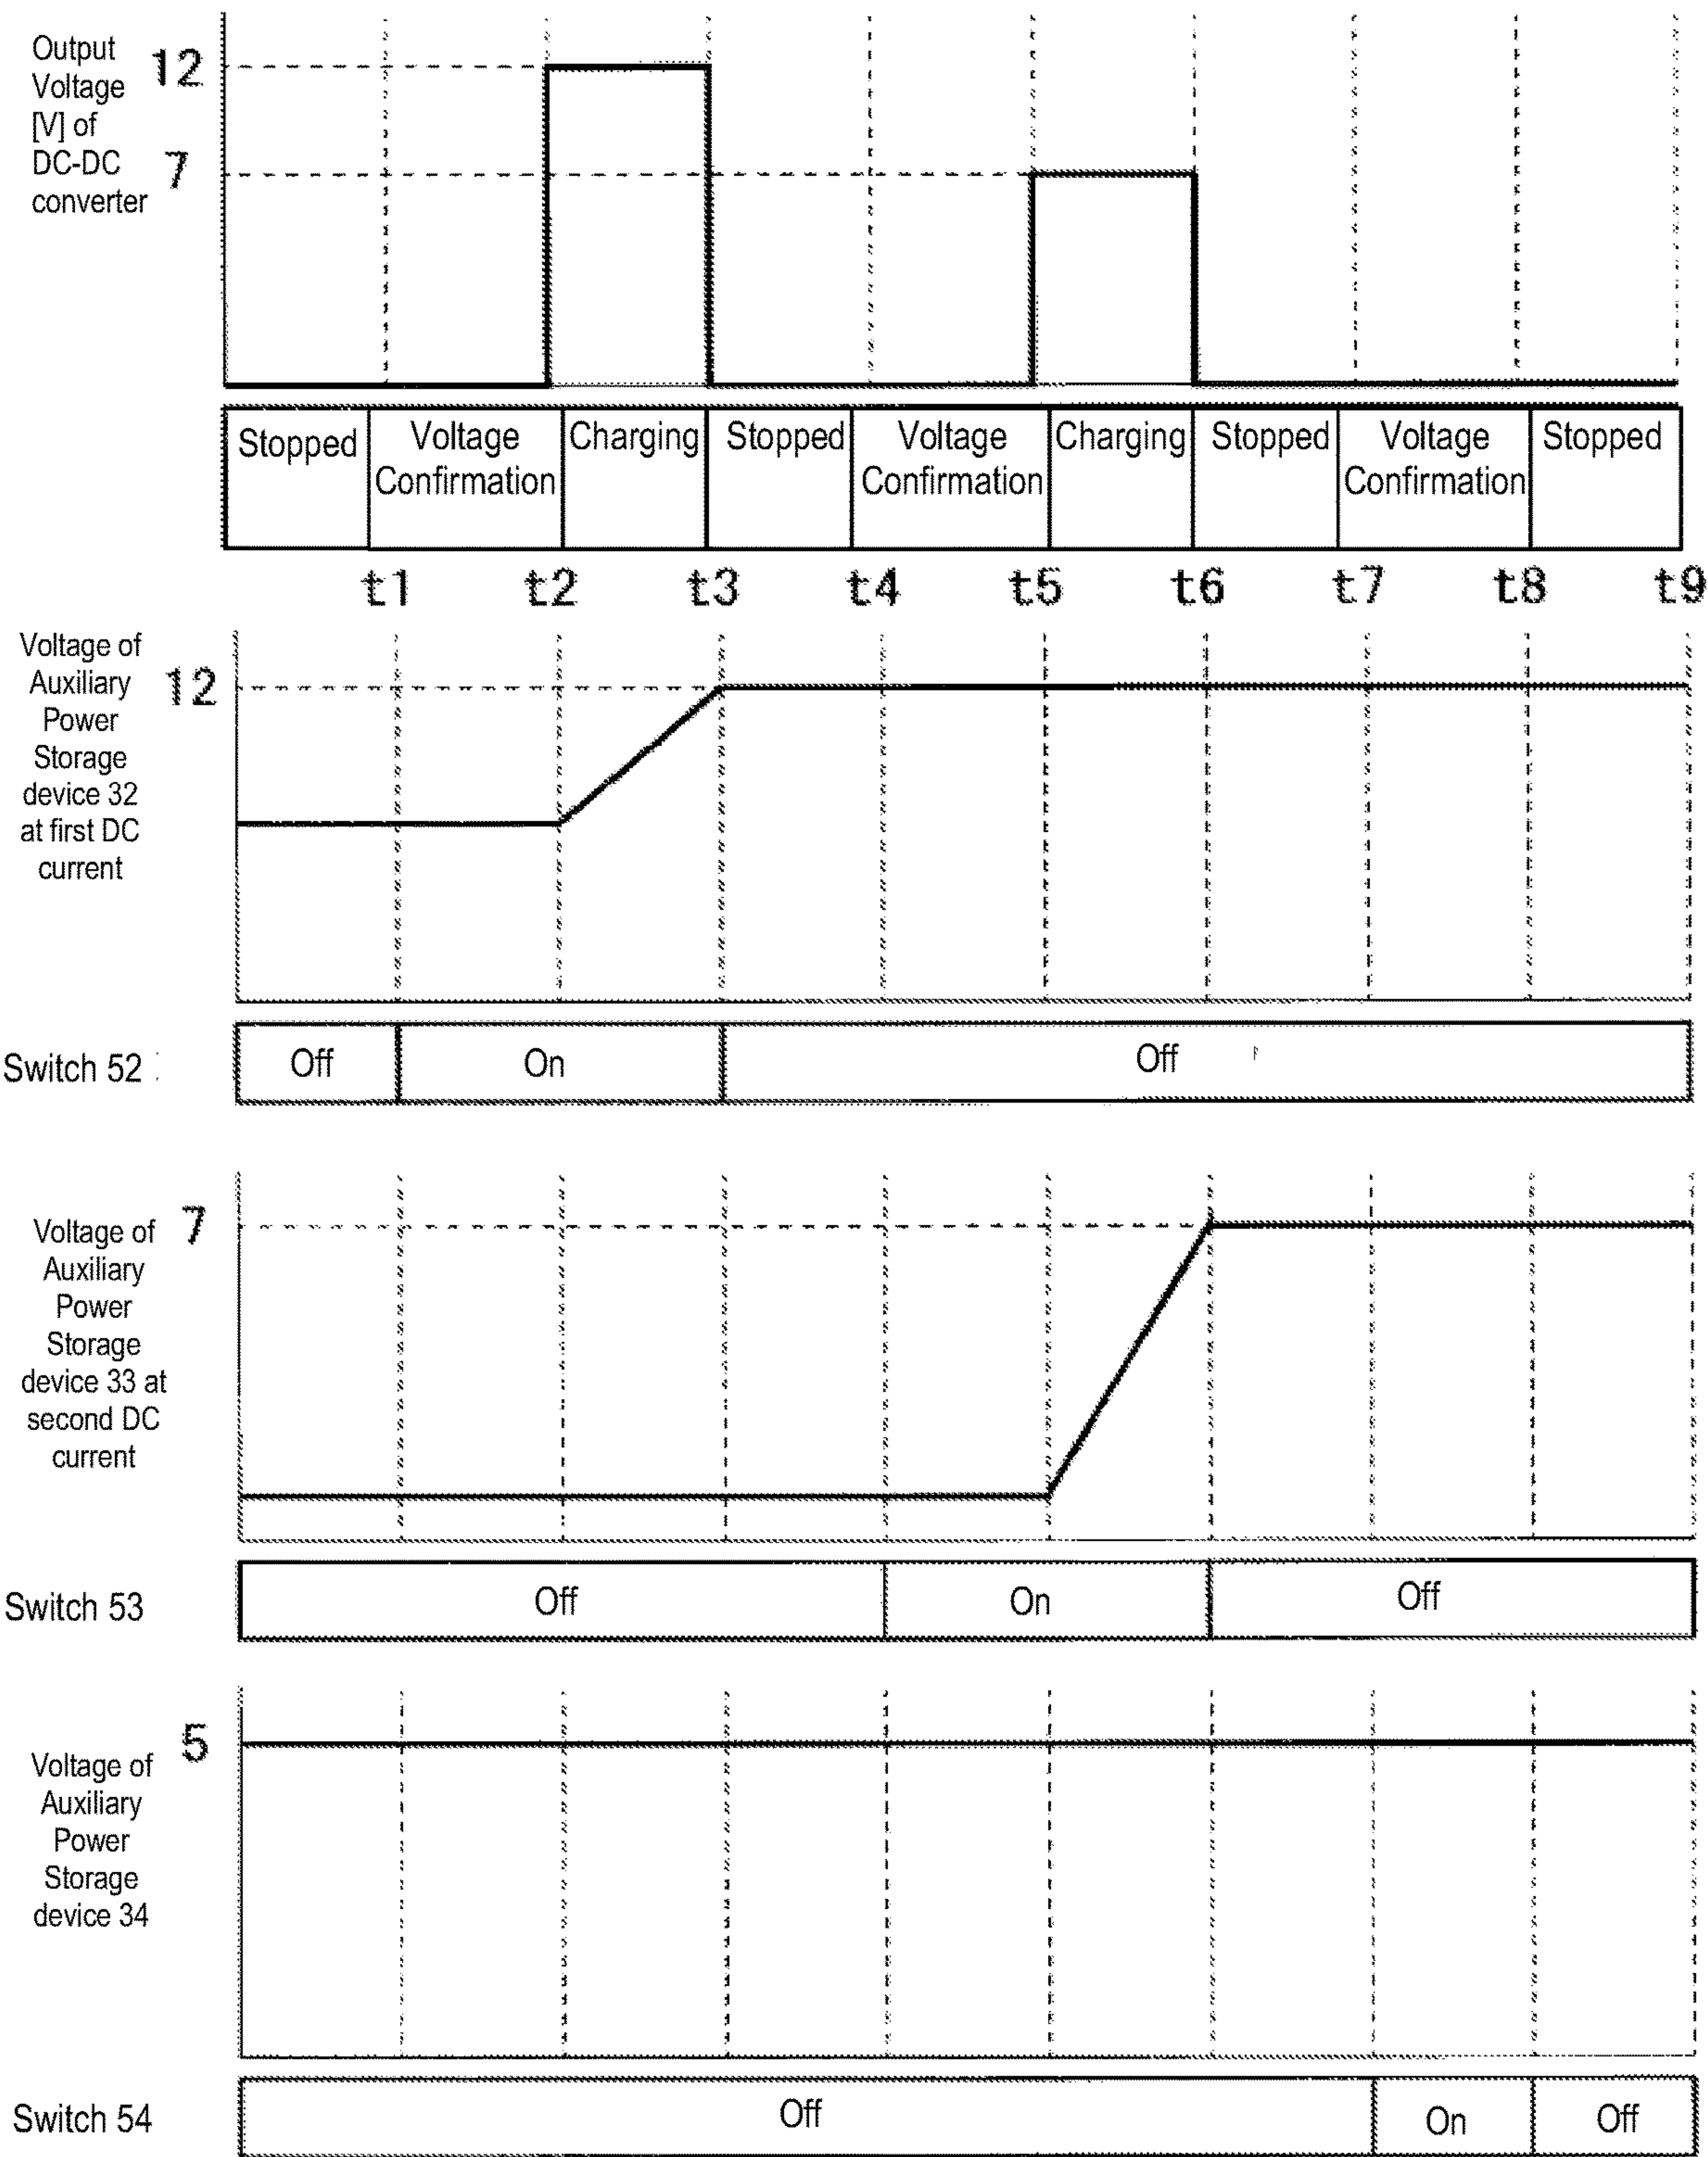 Output
Voltage
[V] of
DC-DC
converter
12
7
Stopped
Voltage
Confirmation
Charging
Stopped
Voltage
Confirmation
Charging
Stopped
Voltage
Confirmation
Stopped
t1 t2 t3 t4 t5 t6 t7 t8 t9
Voltage of
Auxiliary
Power
Storage
device 32
at first DC
current
12
Switch 52
Off On Off
Voltage of
Auxiliary
Power
Storage
device 33 at
second DC
current
7
Switch 53
Off On Off
Voltage of
Auxiliary
Power
Storage
device 34
5
Switch 54
Off On Off